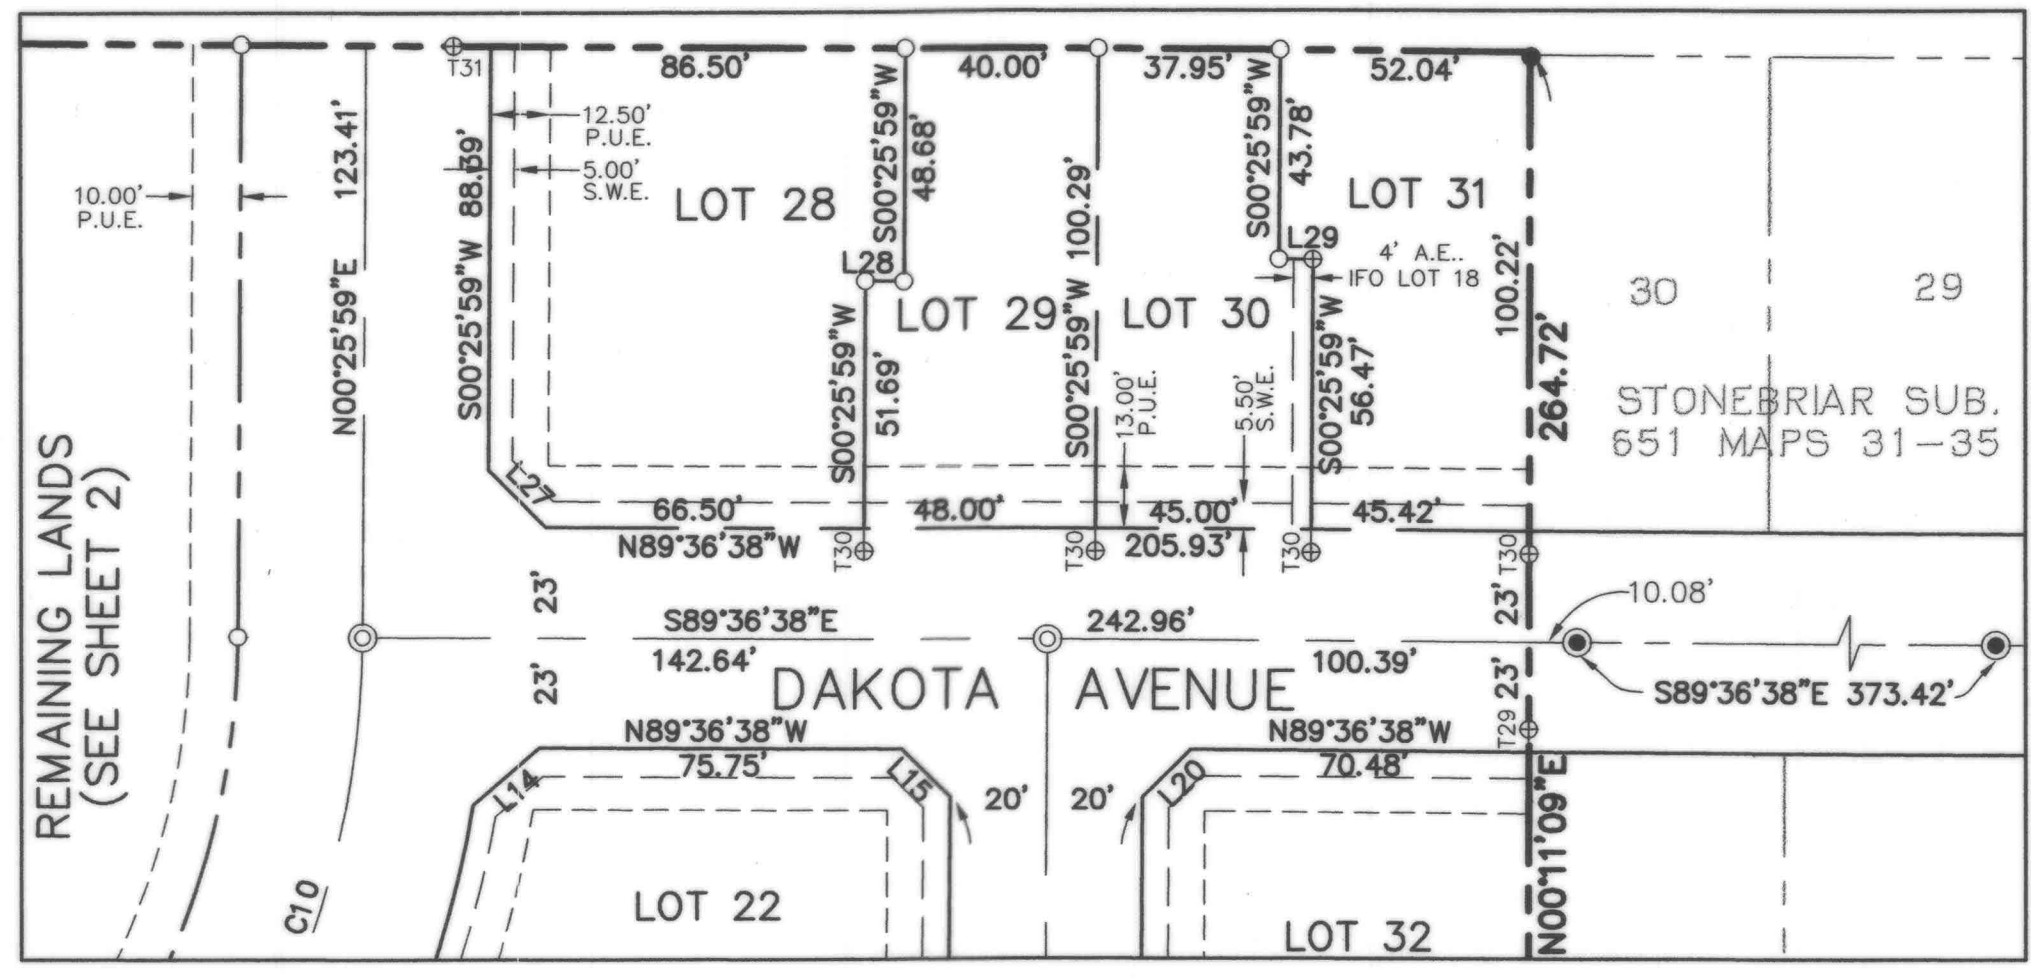 T31
86.50'
40.00'
37.95'
52.04'
12.50'
P.U.E.
5.00'
S.W.E.
10.00'
P.U.E.
N00°25'59"E 123.41'
S00°25'59"W 88.39'
LOT 28
S00°25'59"W
48.68'
L28
S00°25'59"W
51.69'
LOT 29
S00°25'59"W 100.29'
LOT 30
S00°25'59"W
43.78'
L29
LOT 31
4' A.E..
IFO LOT 18
S00°25'59"W
56.47'
100.22'
264.72'
30
29
STONEBRIAR SUB.
651 MAPS 31-35
13.00'
P.U.E.
5.50'
S.W.E.
L27
66.50'
48.00'
45.00'
45.42'
N89°36'38"W
205.93'
T30
T30
T30
T30
REMAINING LANDS
(SEE SHEET 2)
23'
23'
S89°36'38"E
242.96'
142.64'
100.39'
DAKOTA AVENUE
23'
23'
10.08'
S89°36'38"E 373.42'
T29
N89°36'38"W
75.75'
N89°36'38"W
70.48'
L14
L15
L20
20'
20'
C10
LOT 22
LOT 32
N00°11'09"E